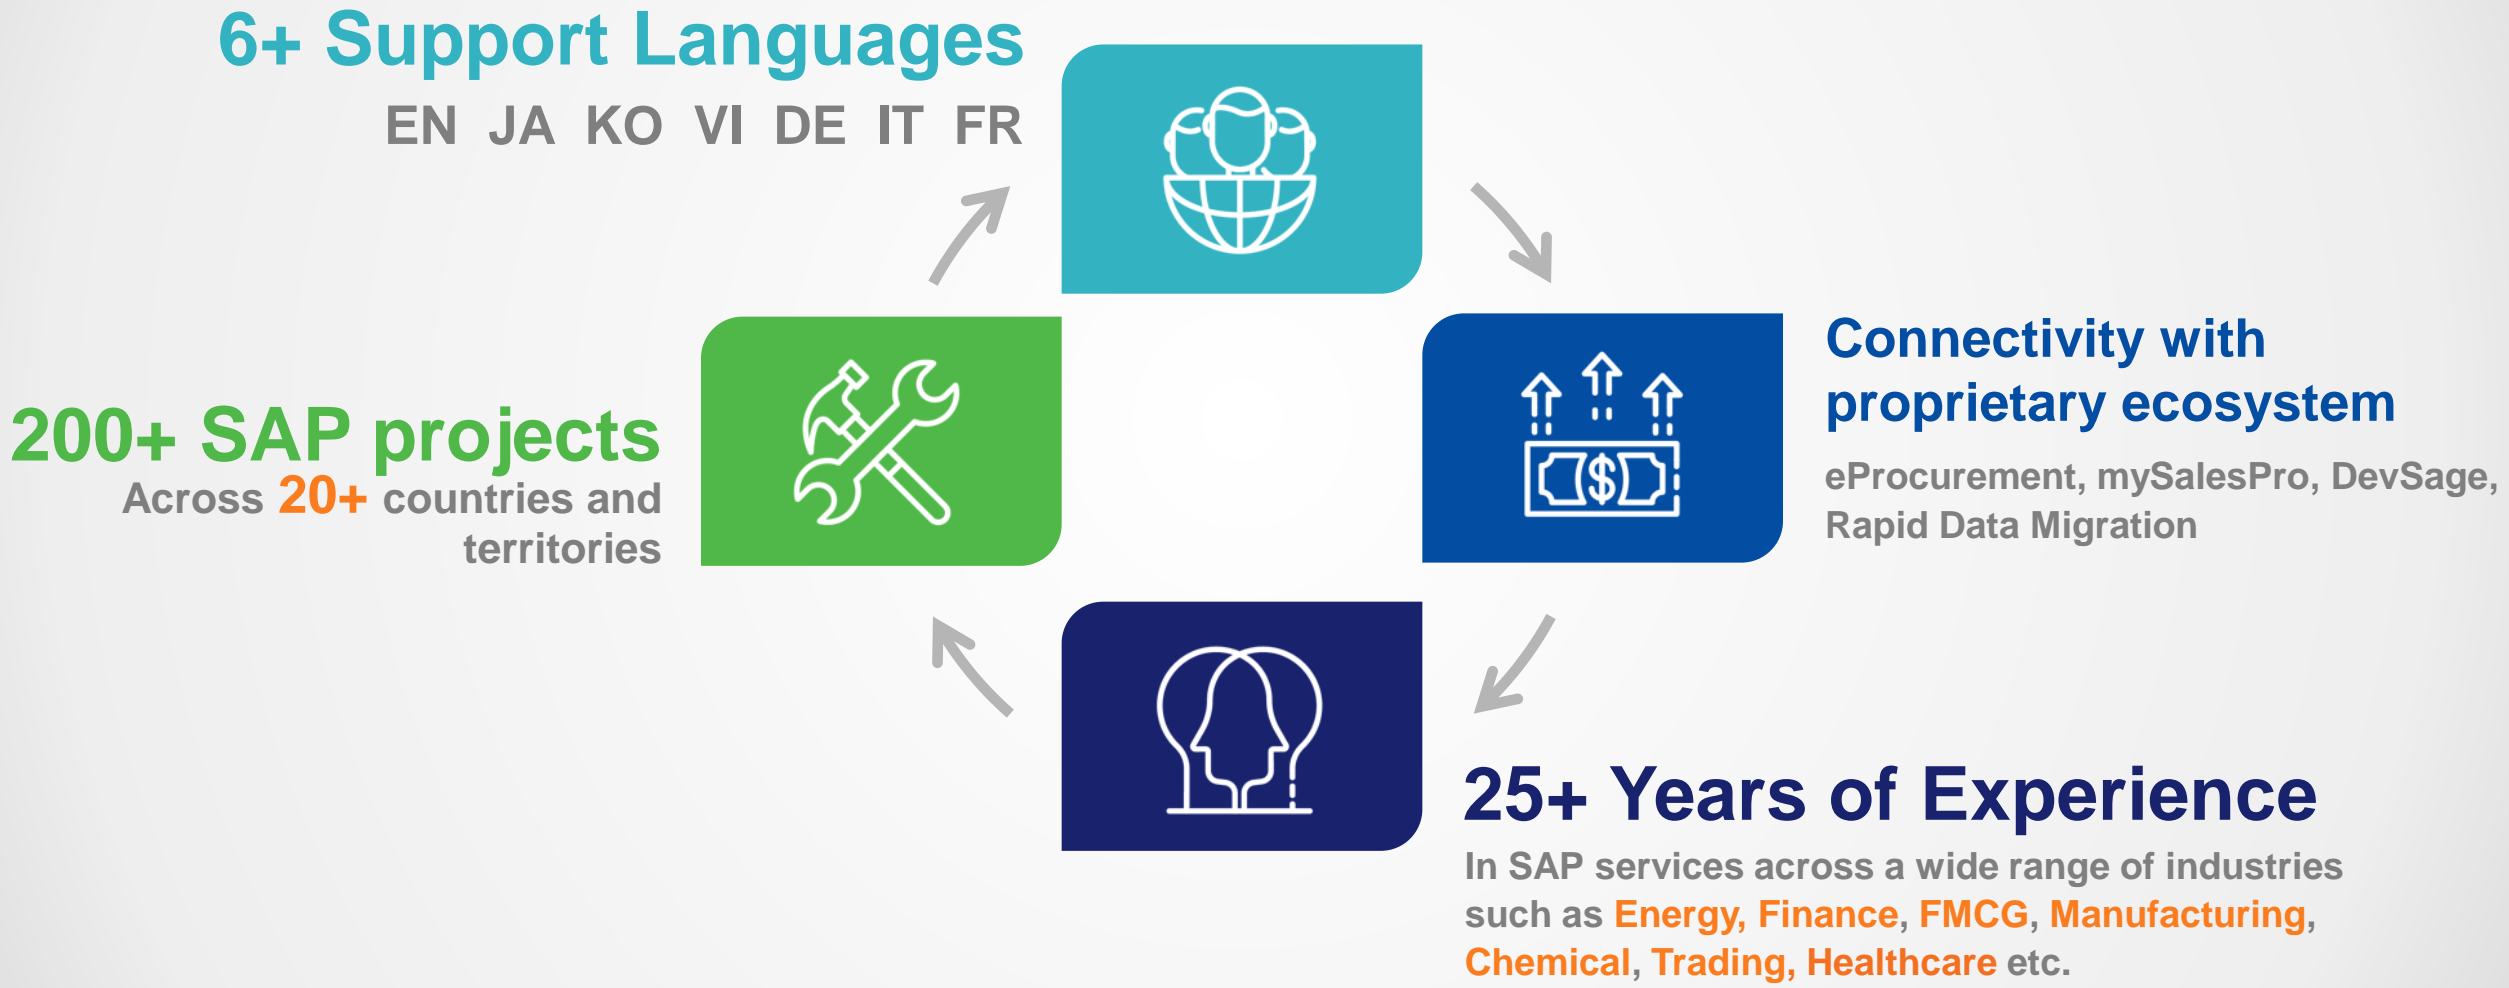 6+ Support Languages
EN JA KO VI DE IT FR
Connectivity with
proprietary ecosystem
eProcurement, mySalesPro, DevSage,
Rapid Data Migration
200+ SAP projects
Across 20+ countries and
territories
25+ Years of Experience
In SAP services across a wide range of industries
such as Energy, Finance, FMCG, Manufacturing,
Chemical, Trading, Healthcare etc.
$